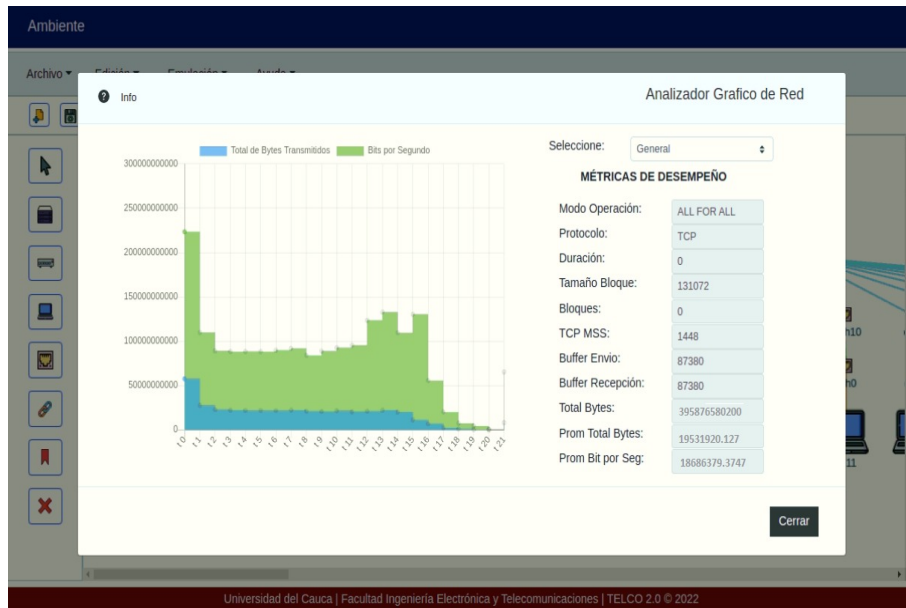 Ambiente
Archivo
Info
Analizador Grafico de Red
Total de Bytes Transmitidos
Bits por Segundo
300000000000
250000000000
200000000000
150000000000
100000000000
50000000000
0
t 0
t 1
t 2
t 3
t 4
t 5
t 6
t 7
t 8
t 9
t 10
t 11
t 12
t 13
t 14
t 15
t 16
t 17
t 18
t 19
t 20
t 21
Seleccione: General
MÉTRICAS DE DESEMPEÑO
Modo Operación: ALL FOR ALL
Protocolo: TCP
Duración: 0
Tamaño Bloque: 131072
Bloques: 0
TCP MSS: 1448
Buffer Envio: 87380
Buffer Recepción: 87380
Total Bytes: 395876580200
Prom Total Bytes: 19531920.127
Prom Bit por Seg: 18686379.3747
h10
h0
11
Cerrar
Universidad del Cauca | Facultad Ingeniería Electrónica y Telecomunicaciones | TELCO 2.0 © 2022